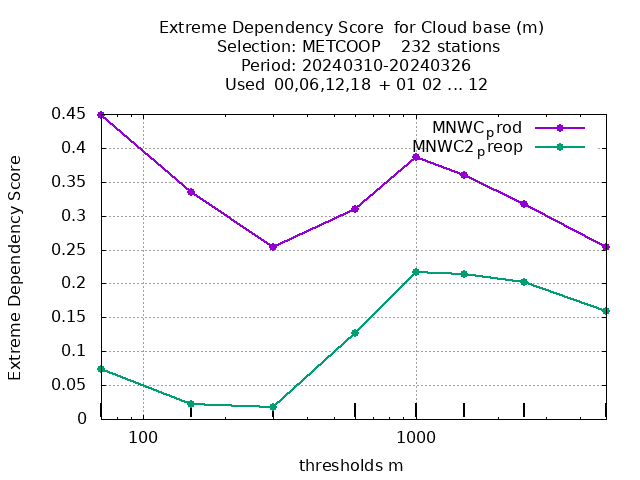 Extreme Dependency Score  for Cloud base (m)
Selection: METCOOP    232 stations
Period: 20240310-20240326
Used  00,06,12,18  + 01 02 ... 12
MNWC_prod
MNWC2_preop
Extreme Dependency Score
0.45
0.4
0.35
0.3
0.25
0.2
0.15
0.1
0.05
0
100 1000
thresholds m